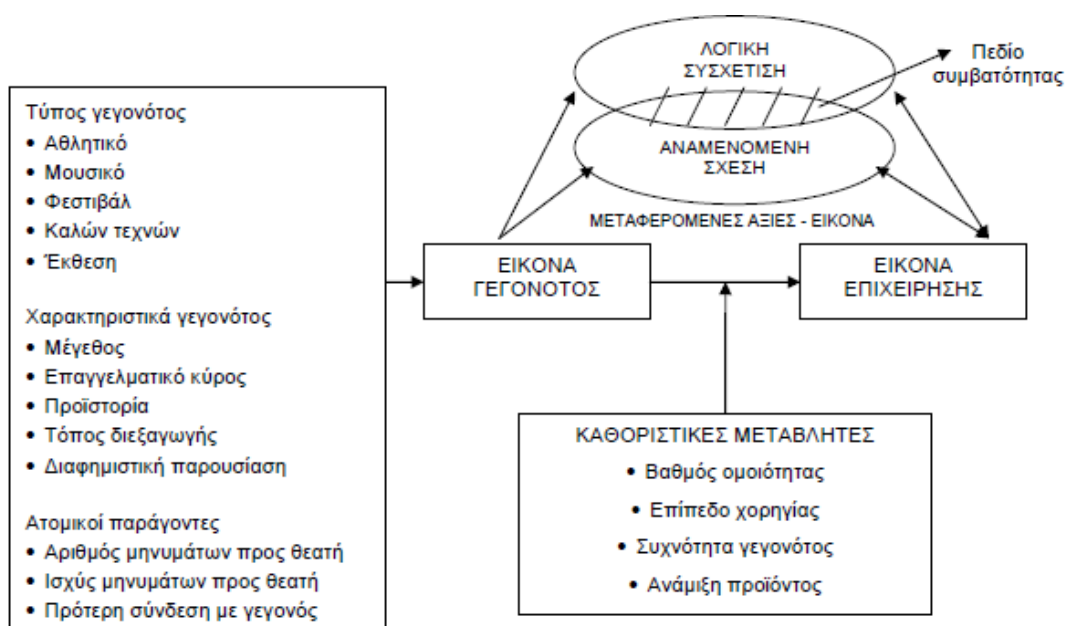 Τύπος γεγονότος
• Αθλητικό
• Μουσικό
• Φεστιβάλ
• Καλών τεχνών
• Έκθεση
Χαρακτηριστικά γεγονότος
• Μέγεθος
• Επαγγελματικό κύρος
• Προϊστορία
• Τόπος διεξαγωγής
• Διαφημιστική παρουσίαση
Ατομικοί παράγοντες
• Αριθμός μηνυμάτων προς θεατή
• Ισχύς μηνυμάτων προς θεατή
• Πρότερη σύνδεση με γεγονός
ΛΟΓΙΚΗ
ΣΥΣΧΕΤΙΣΗ
Πεδίο
συμβατότητας
ΑΝΑΜΕΝΟΜΕΝΗ
ΣΧΕΣΗ
ΜΕΤΑΦΕΡΟΜΕΝΕΣ ΑΞΙΕΣ - ΕΙΚΟΝΑ
ΕΙΚΟΝΑ
ΓΕΓΟΝΟΤΟΣ
ΕΙΚΟΝΑ
ΕΠΙΧΕΙΡΗΣΗΣ
ΚΑΘΟΡΙΣΤΙΚΕΣ ΜΕΤΑΒΛΗΤΕΣ
• Βαθμός ομοιότητας
• Επίπεδο χορηγίας
• Συχνότητα γεγονότος
• Ανάμιξη προϊόντος